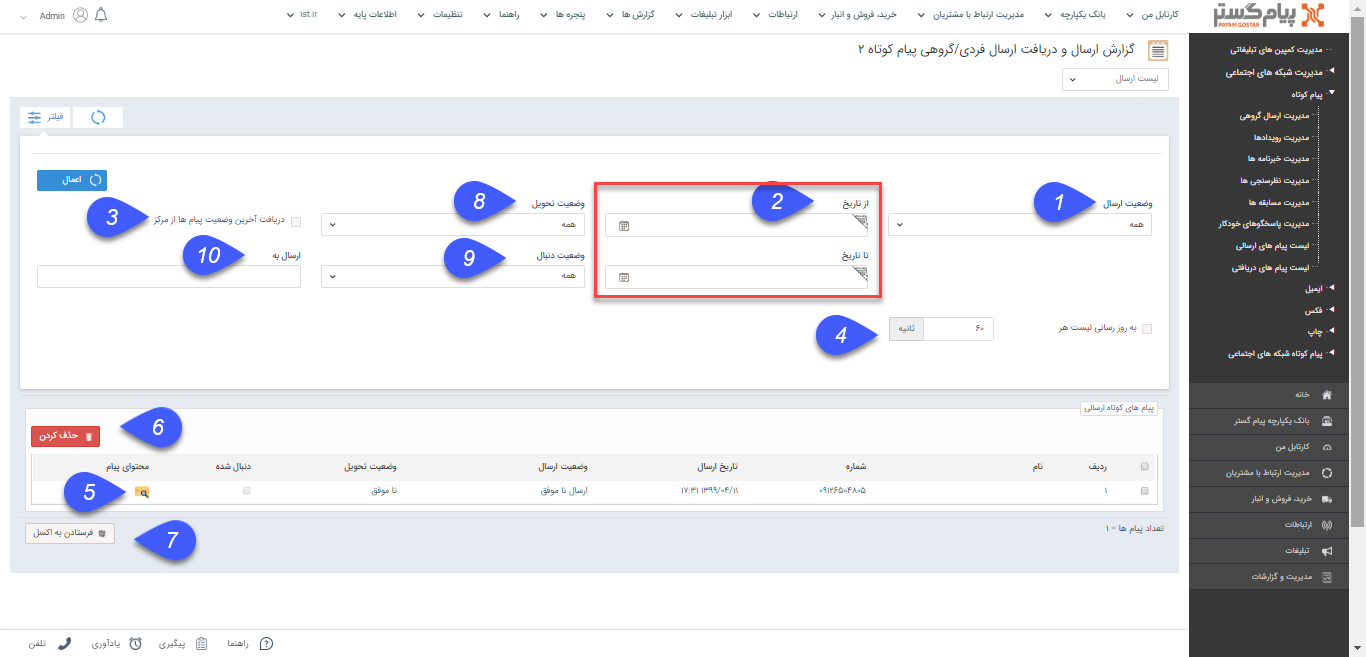 پیام گستر
PAYAM GOSTAR
کارتابل من
بانک یکپارچه
مدیریت ارتباط با مشتریان
خرید، فروش و انبار
ارتباطات
ابزار تبلیغات
گزارش ها
پنجره ها
راهنما
تنظیمات
اطلاعات پایه
1st.ir
Admin
مدیریت کمپین های تبلیغاتی
مدیریت شبکه های اجتماعی
پیام کوتاه
مدیریت ارسال گروهی
مدیریت رویدادها
مدیریت خبرنامه ها
مدیریت نظرسنجی ها
مدیریت مسابقه ها
مدیریت پاسخگوهای خودکار
لیست پیام های ارسالی
لیست پیام های دریافتی
ایمیل
فکس
چاپ
پیام کوتاه شبکه های اجتماعی
خانه
بانک یکپارچه پیام گستر
کارتابل من
مدیریت ارتباط با مشتریان
خرید، فروش و انبار
ارتباطات
تبلیغات
مدیریت و گزارشات
گزارش ارسال و دریافت ارسال فردی/گروهی پیام کوتاه ۲
لیست ارسال
فیلتر
اعمال
وضعیت ارسال
1
همه
از تاریخ
2
تا تاریخ
وضعیت تحویل
8
همه
دریافت آخرین وضعیت پیام ها از مرکز
3
وضعیت دنبال
9
همه
ارسال به
10
به روز رسانی لیست هر
۶۰
ثانیه
4
پیام های کوتاه ارسالی
حذف کردن
6
ردیف نام شماره تاریخ ارسال وضعیت ارسال وضعیت تحویل دنبال شده محتوای پیام
۱ ۰۹۱۲۶۵۰۴۸۰۵ ۱۳۹۹/۰۴/۱۱ ۱۷:۳۱ ارسال نا موفق نا موفق
5
تعداد پیام ها = ۱
فرستادن به اکسل
7
راهنما
پیگیری
یادآوری
تلفن